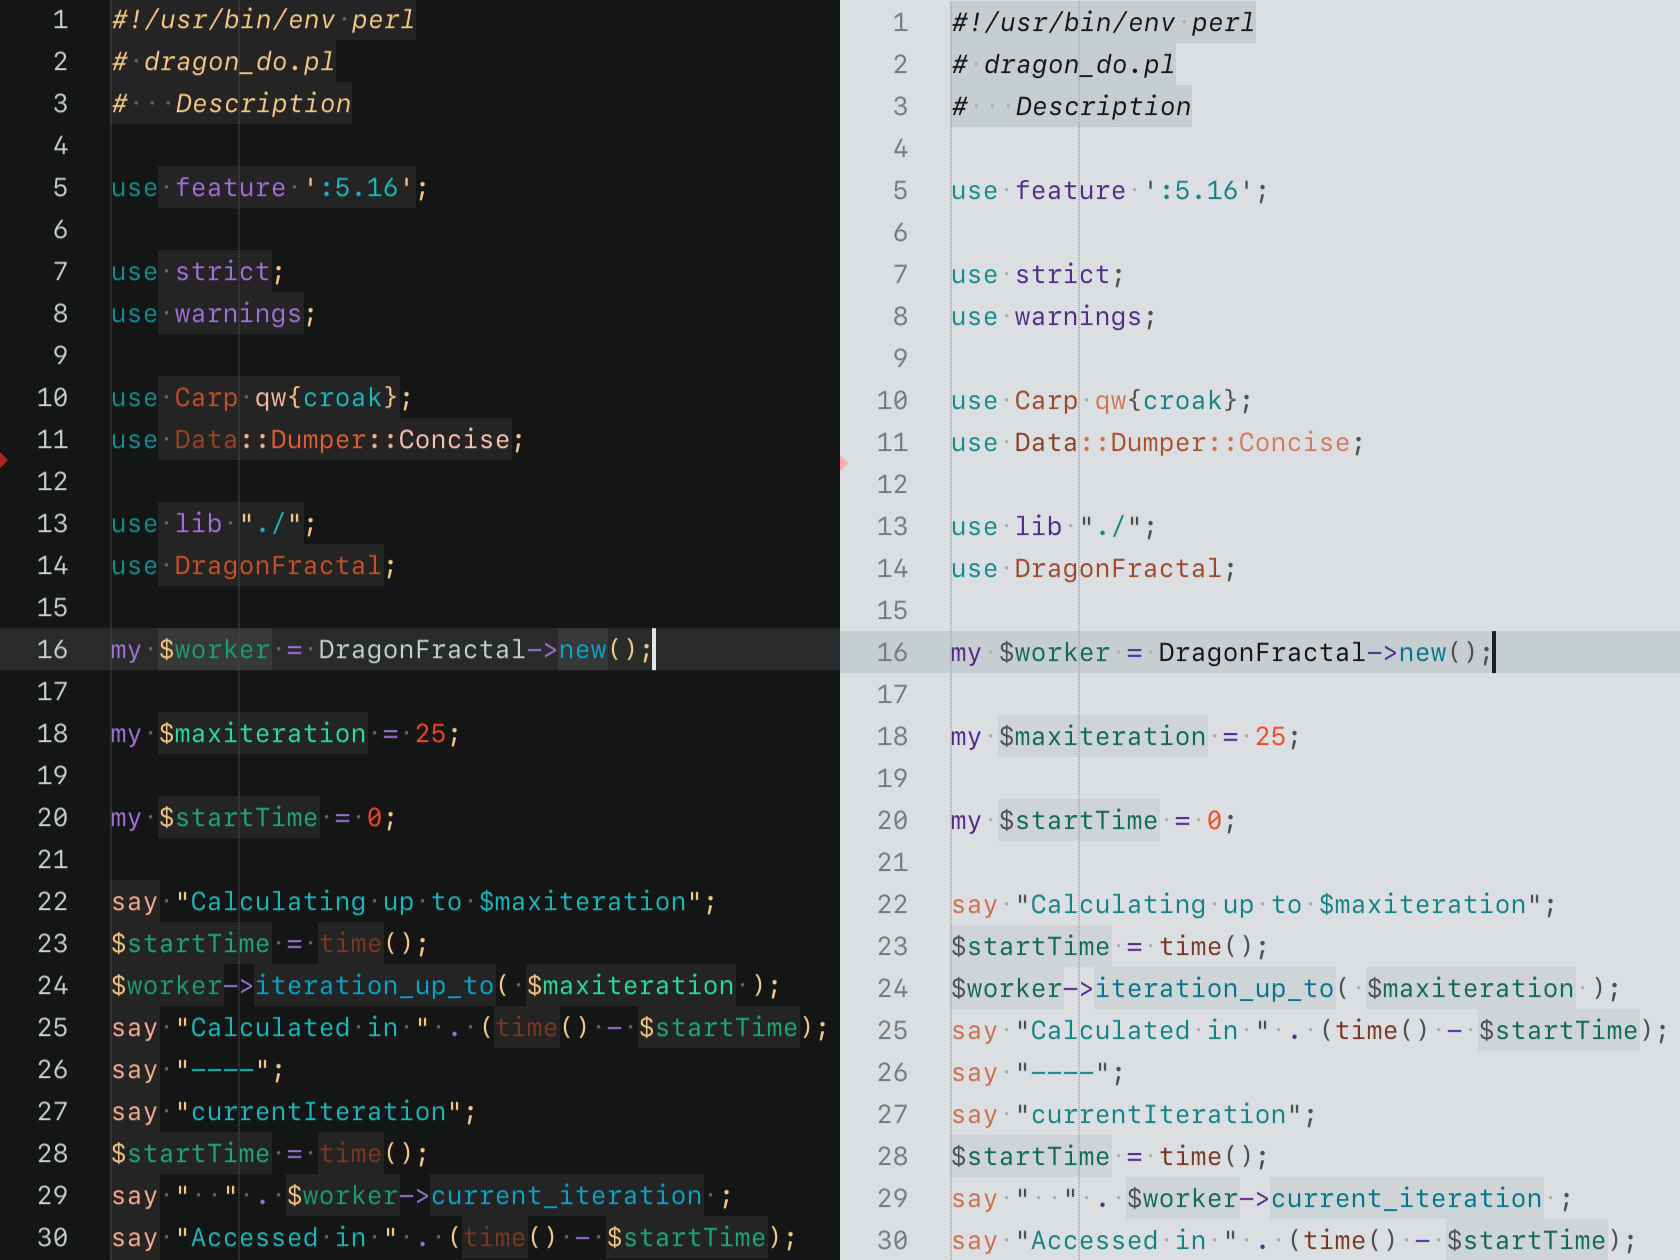 1 #!/usr/bin/env·perl
2 #·dragon_do.pl
3 #···Description
4
5 use·feature·':5.16';
6
7 use·strict;
8 use·warnings;
9
10 use·Carp·qw{croak};
11 use·Data::Dumper::Concise;
12
13 use·lib·"./";
14 use·DragonFractal;
15
16 my·$worker·=·DragonFractal->new();
17
18 my·$maxiteration·=·25;
19
20 my·$startTime·=·0;
21
22 say·"Calculating·up·to·$maxiteration";
23 $startTime·=·time();
24 $worker->iteration_up_to(·$maxiteration·);
25 say·"Calculated·in·"·.·(time()·-·$startTime);
26 say·"----";
27 say·"currentIteration";
28 $startTime·=·time();
29 say·"··"·.·$worker->current_iteration·;
30 say·"Accessed·in·"·.·(time()·-·$startTime);
1 #!/usr/bin/env·perl
2 #·dragon_do.pl
3 #···Description
4
5 use·feature·':5.16';
6
7 use·strict;
8 use·warnings;
9
10 use·Carp·qw{croak};
11 use·Data::Dumper::Concise;
12
13 use·lib·"./";
14 use·DragonFractal;
15
16 my·$worker·=·DragonFractal->new();
17
18 my·$maxiteration·=·25;
19
20 my·$startTime·=·0;
21
22 say·"Calculating·up·to·$maxiteration";
23 $startTime·=·time();
24 $worker->iteration_up_to(·$maxiteration·);
25 say·"Calculated·in·"·.·(time()·-·$startTime);
26 say·"----";
27 say·"currentIteration";
28 $startTime·=·time();
29 say·"··"·.·$worker->current_iteration·;
30 say·"Accessed·in·"·.·(time()·-·$startTime);